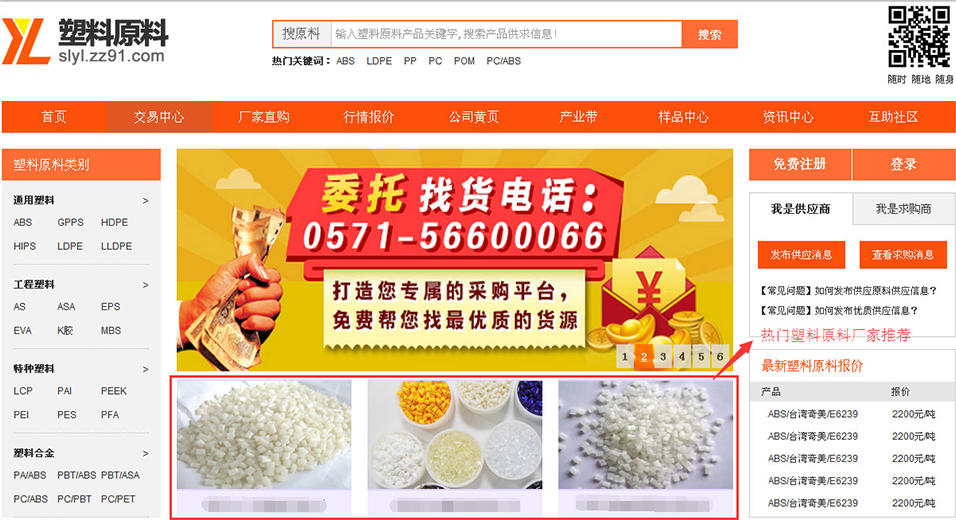 塑料原料
slyl.zz91.com
搜原料
输入塑料原料产品关键字,搜索产品供求信息!
搜索
热门关键词: ABS LDPE PP PC POM PC/ABS
随时 随地 随身
首页 交易中心 厂家直购 行情报价 公司黄页 产业带 样品中心 资讯中心 互助社区
塑料原料类别
通用塑料 >
ABS GPPS HDPE
HIPS LDPE LLDPE
工程塑料 >
AS ASA EPS
EVA K胶 MBS
特种塑料 >
LCP PAI PEEK
PEI PES PFA
塑料合金 >
PA/ABS PBT/ABS PBT/ASA
PC/ABS PC/PBT PC/PET
委托 找货电话:
0571-56600066
打造您专属的采购平台,
免费帮您找最优质的货源
¥
1 2 3 4 5 6
免费注册 登录
我是供应商 我是求购商
发布供应消息 查看求购消息
【常见问题】如何发布供应原料供应信息?
【常见问题】如何发布优质供应信息?
热门塑料原料厂家推荐
最新塑料原料报价
产品 报价
ABS/台湾奇美/E6239 2200元/吨
ABS/台湾奇美/E6239 2200元/吨
ABS/台湾奇美/E6239 2200元/吨
ABS/台湾奇美/E6239 2200元/吨
ABS/台湾奇美/E6239 2200元/吨